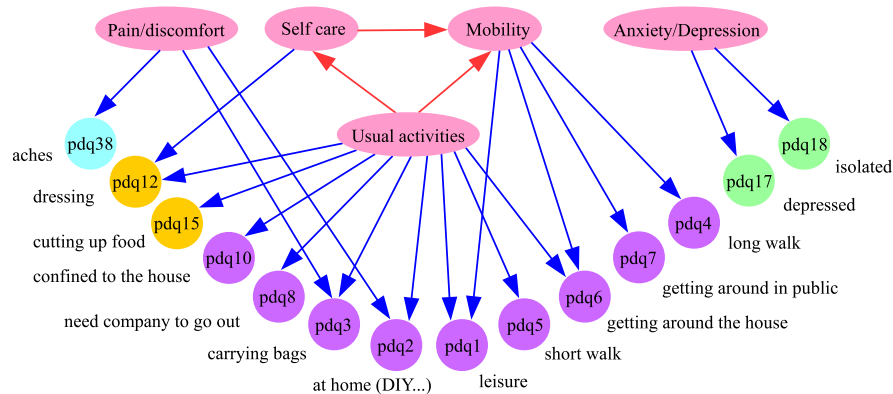 Pain/discomfort
Self care
Mobility
Anxiety/Depression
Usual activities
pdq38
aches
pdq12
dressing
pdq15
cutting up food
pdq10
confined to the house
pdq8
need company to go out
pdq3
carrying bags
pdq2
at home (DIY...)
pdq1
leisure
pdq5
short walk
pdq6
getting around the house
pdq7
getting around in public
pdq4
long walk
pdq17
depressed
pdq18
isolated